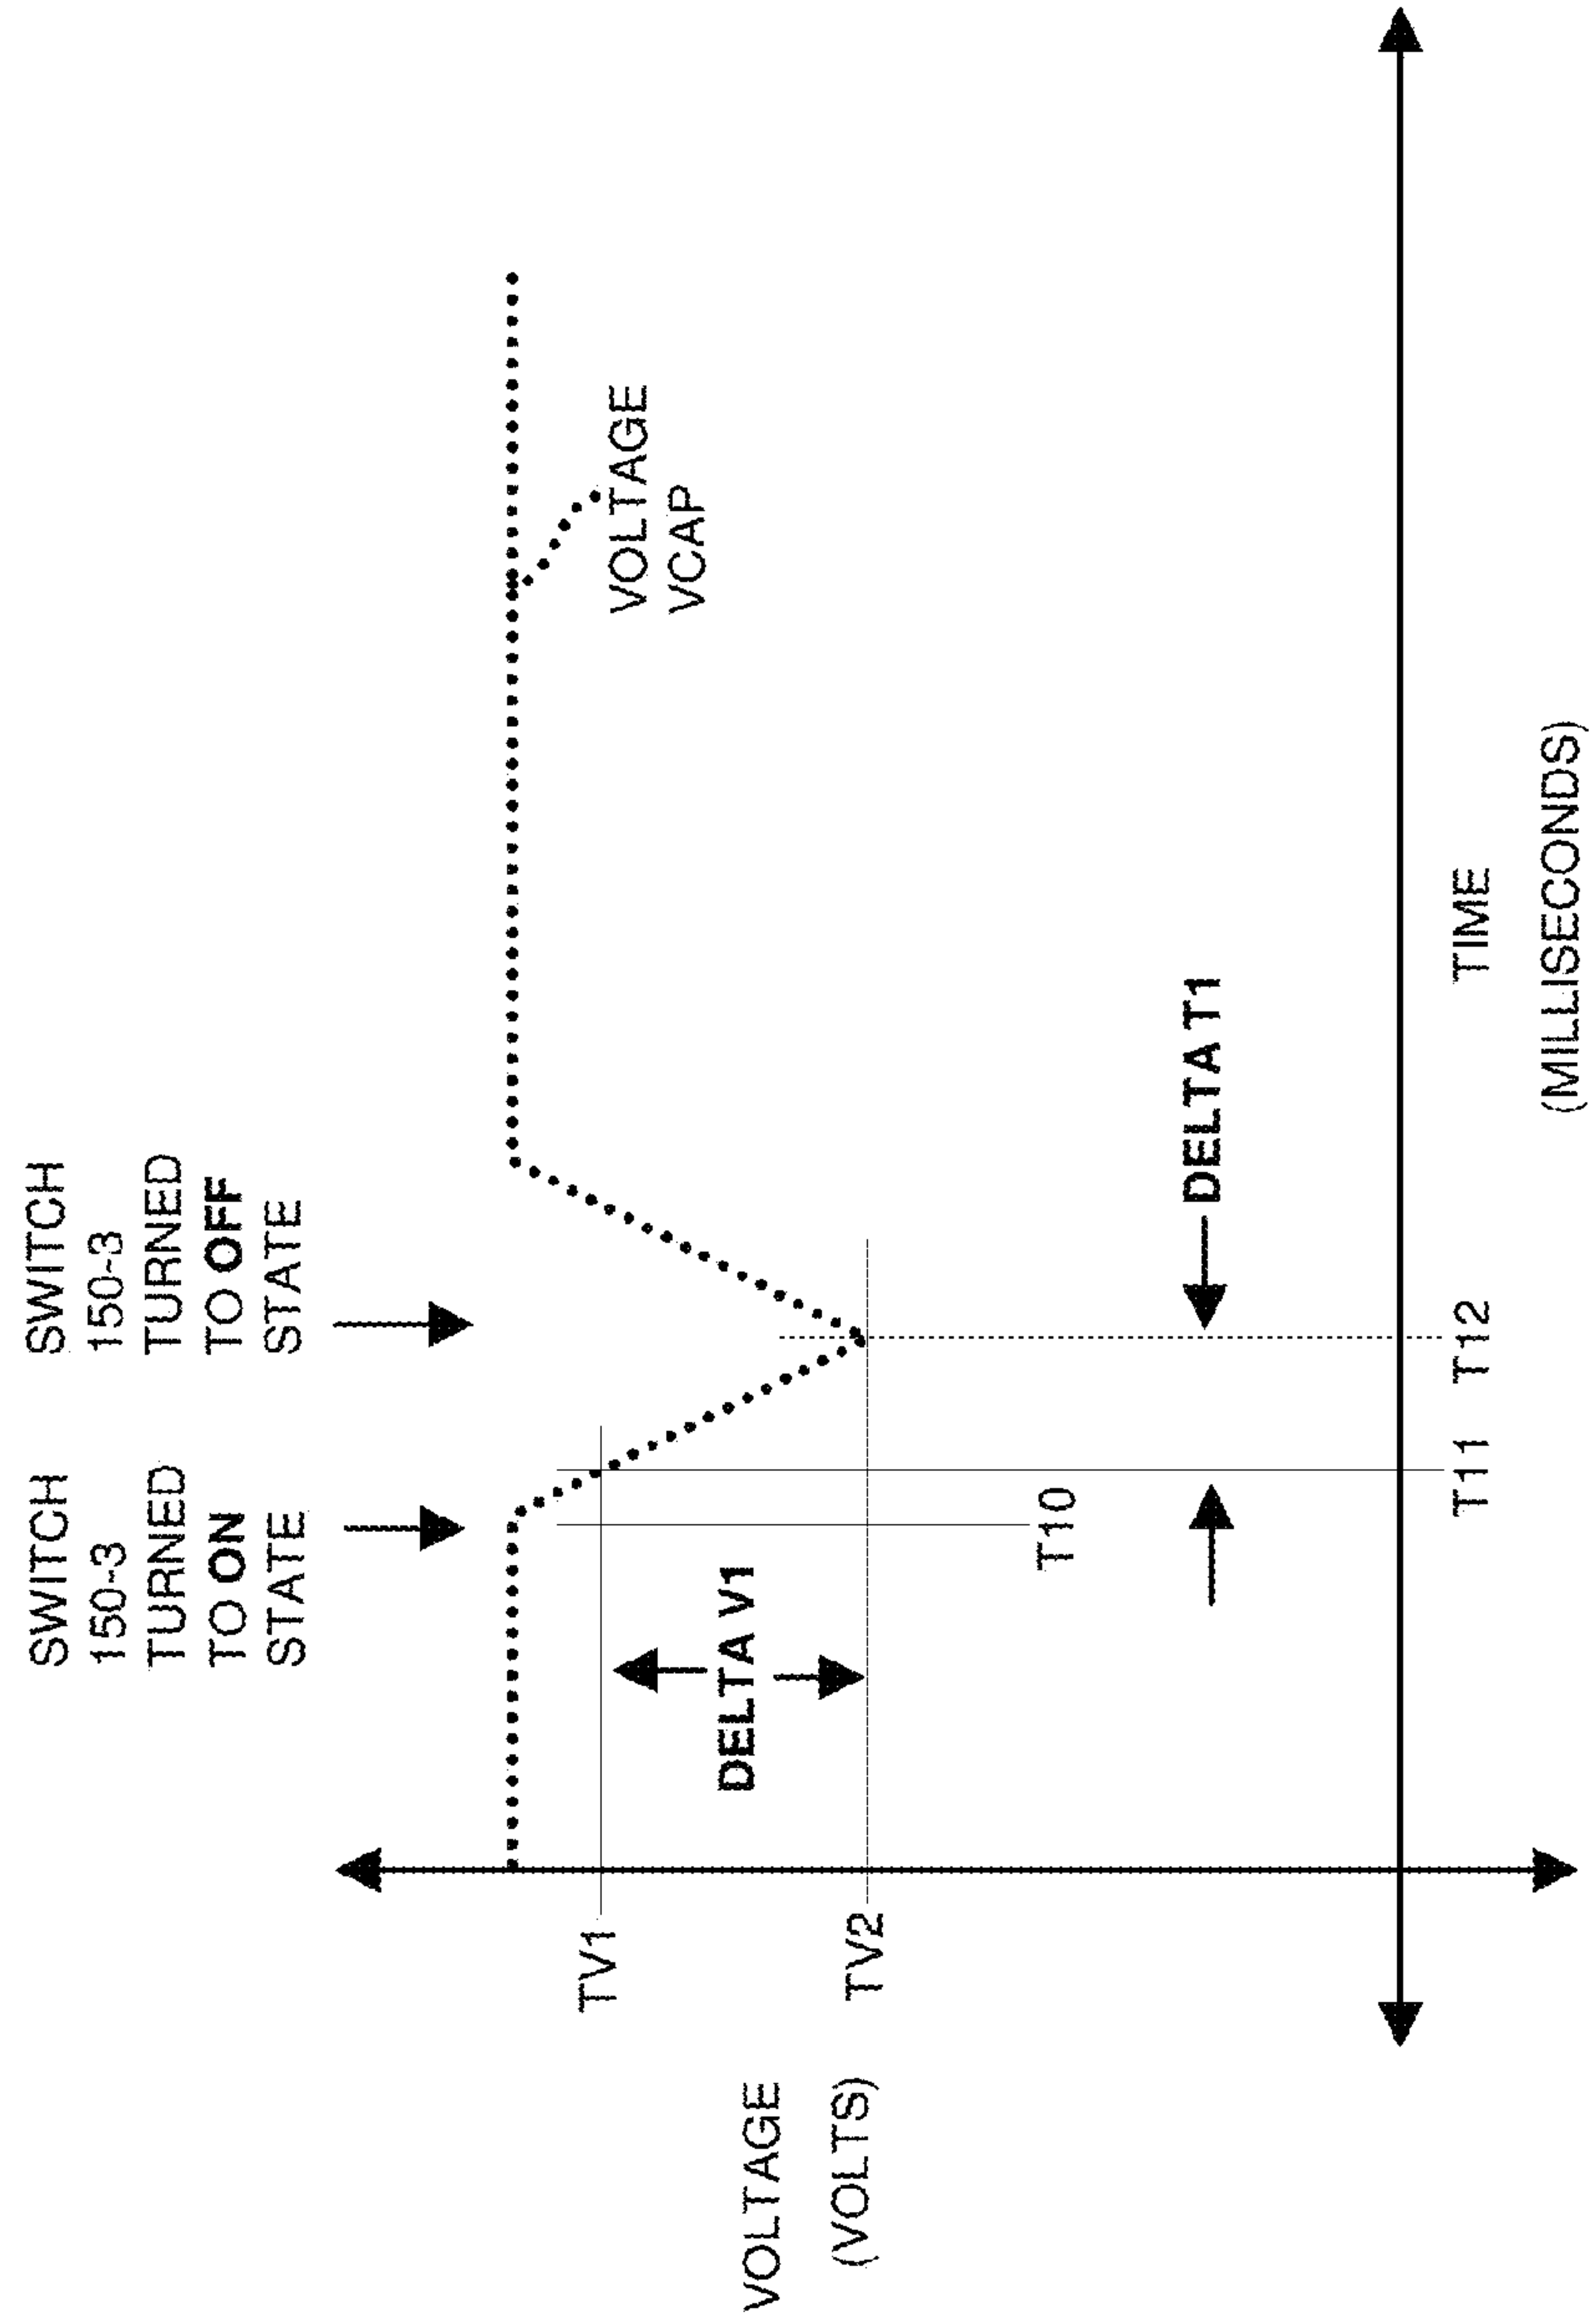 SWITCH
150-3
TURNED
TO ON
STATE
SWITCH
150-3
TURNED
TO OFF
STATE
TV1
VOLTAGE
VCAP
DELTA V1
VOLTAGE
(VOLTS)
TV2
T10
DELTA T1
T11
T12
TIME
(MILLISECONDS)